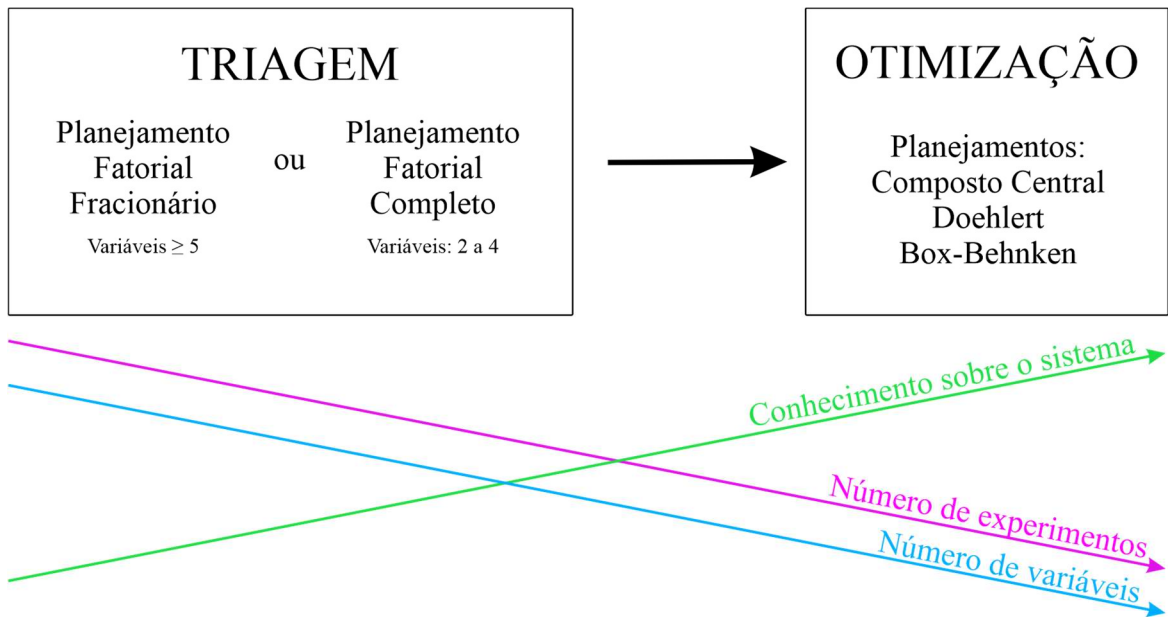 TRIAGEM
Planejamento
Fatorial
Fracionário
Variáveis ≥ 5
ou
Planejamento
Fatorial
Completo
Variáveis: 2 a 4
OTIMIZAÇÃO
Planejamentos:
Composto Central
Doehlert
Box-Behnken
Conhecimento sobre o sistema
Número de experimentos
Número de variáveis